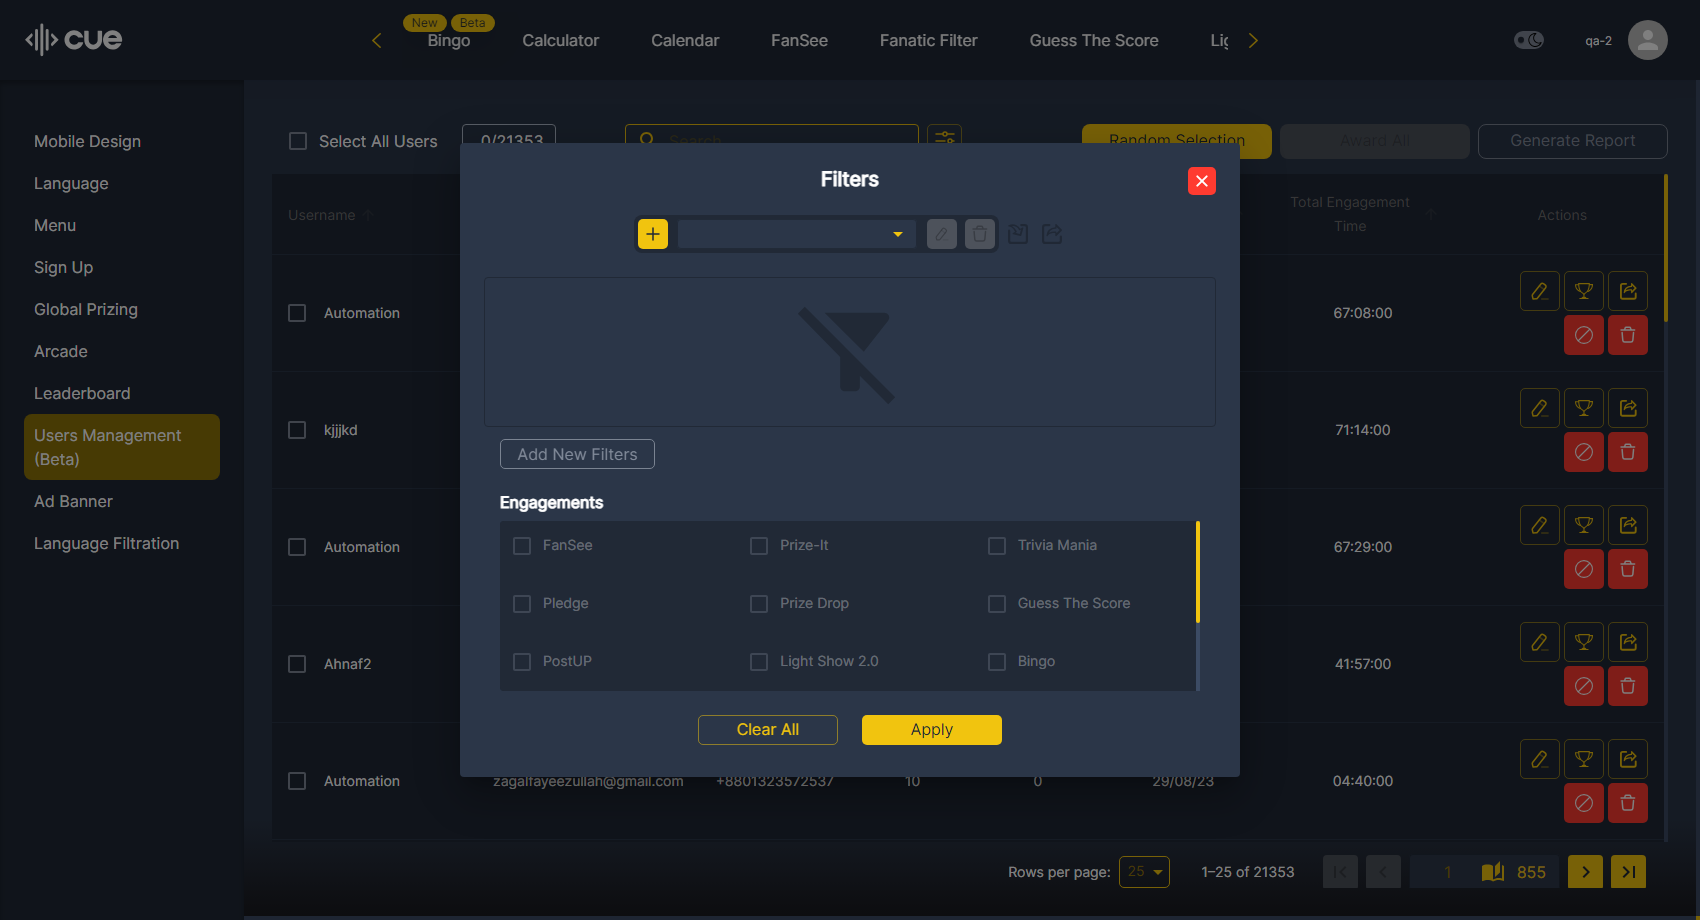 cue
New Beta
Bingo Calculator Calendar FanSee Fanatic Filter Guess The Score
qa-2
Mobile Design
Language
Menu
Sign Up
Global Prizing
Arcade
Leaderboard
Users Management
(Beta)
Ad Banner
Language Filtration
Select All Users 0/21353 Search Random Selection Award All Generate Report
Username Total Engagement
Time Actions
Automation 67:08:00
kjjjkd 71:14:00
Automation 67:29:00
Ahnaf2 41:57:00
Automation zagalfayeezullah@gmail.com +8801323572537 10 0 29/08/23 04:40:00
Filters
Add New Filters
Engagements
FanSee Prize-It Trivia Mania
Pledge Prize Drop Guess The Score
PostUP Light Show 2.0 Bingo
Clear All Apply
Rows per page: 25 1–25 of 21353 1 855